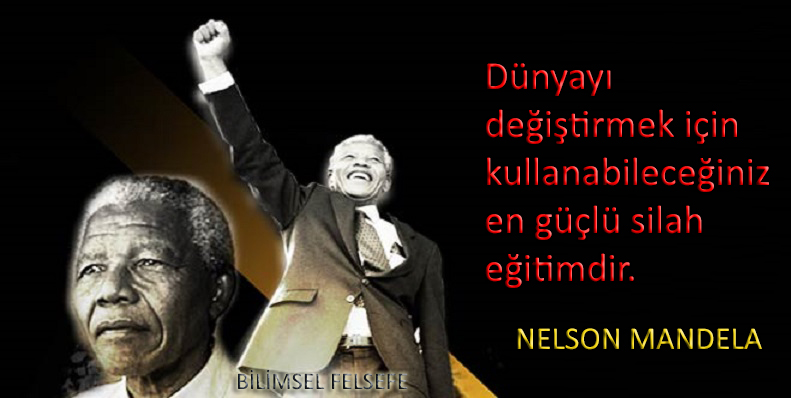 Dünyayı
değiştirmek için
kullanabileceğiniz
en güçlü silah
eğitimdir.
NELSON MANDELA
BİLİMSEL FELSEFE